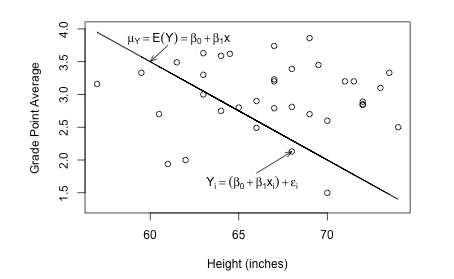 μY = E(Y) = β0 + β1x
Yi = (β0 + β1xi) + εi
Grade Point Average
4.0
3.5
3.0
2.5
2.0
1.5
60
65
70
Height (inches)